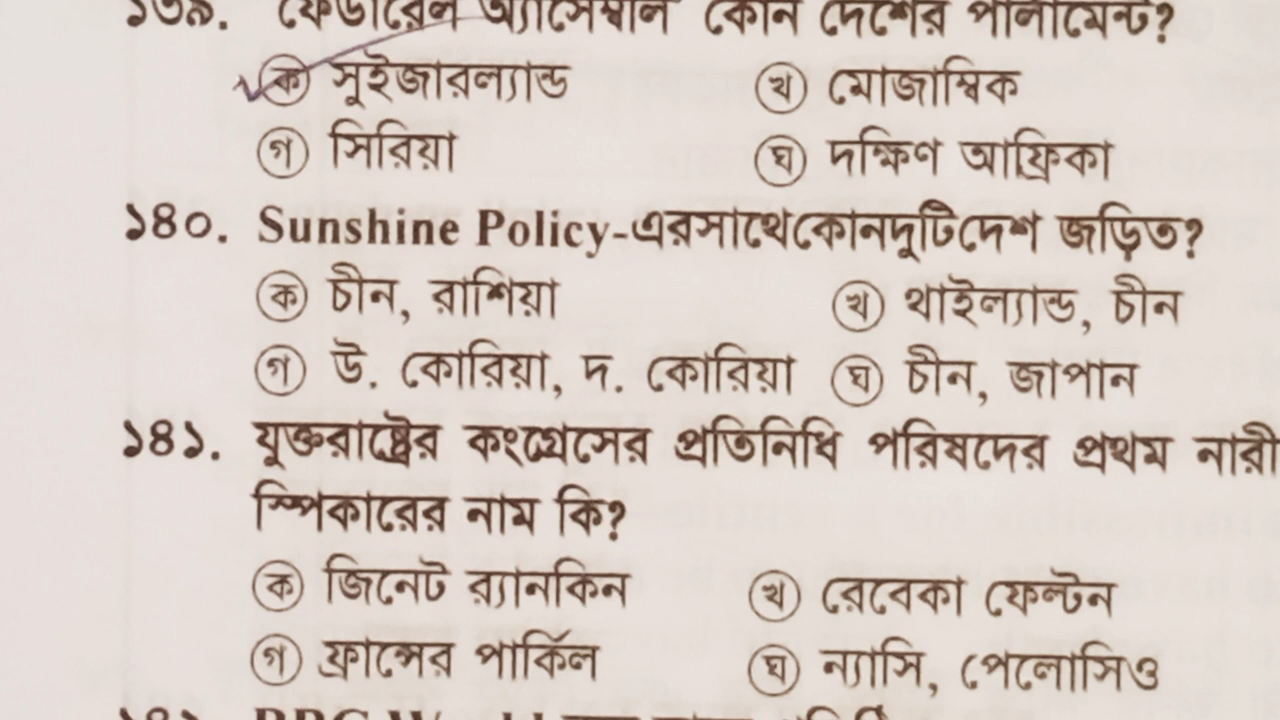 ১৩৯. ফেডারেল অ্যাসেম্বলি কোন দেশের পার্লামেন্ট?
ক সুইজারল্যান্ড খ মোজাম্বিক
গ সিরিয়া ঘ দক্ষিণ আফ্রিকা
১৪০. Sunshine Policy-এরসাথেকোনদুটিদেশ জড়িত?
ক চীন, রাশিয়া খ থাইল্যান্ড, চীন
গ উ. কোরিয়া, দ. কোরিয়া ঘ চীন, জাপান
১৪১. যুক্তরাষ্ট্রের কংগ্রেসের প্রতিনিধি পরিষদের প্রথম নারী
স্পিকারের নাম কি?
ক জিনেট র‍্যানকিন খ রেবেকা ফেল্টন
গ ফ্রান্সের পার্কিল ঘ ন্যাসি, পেলোসিও